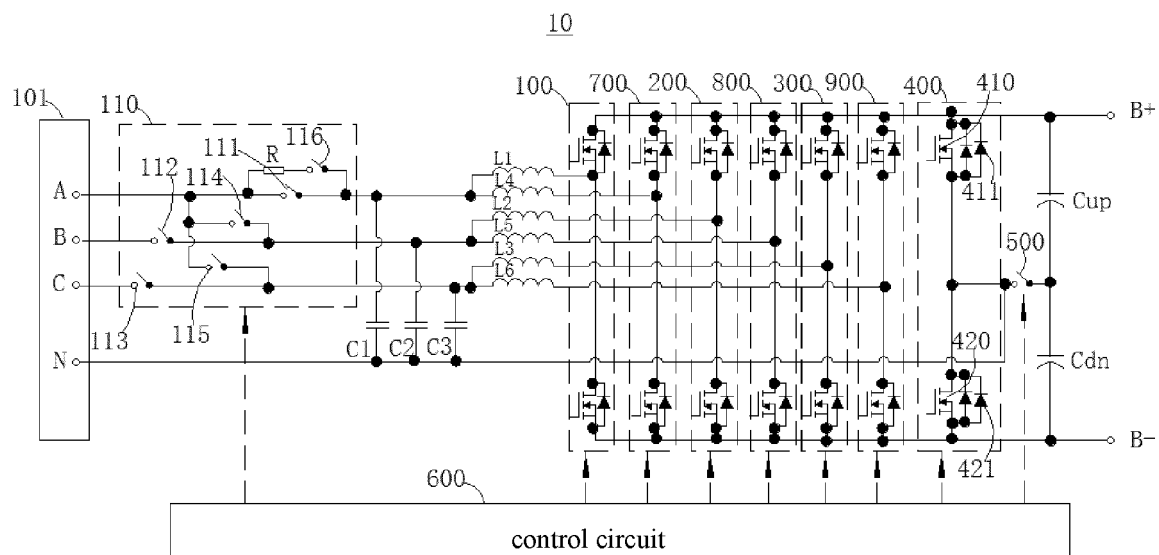 10
100 700 200 800 300 900 400 410
101
110
B+
116
111
R
112
114
L1
L4
L2
L5
L3
L6
411
A
B
C
N
Cup
500
113
115
C1 C2 C3
420
Cdn
421
B-
600
control circuit